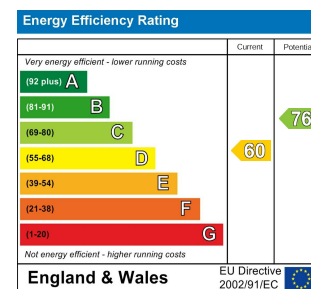 Energy Efficiency Rating
Current Potentia
Very energy efficient - lower running costs
(92 plus) A
(81-91) B
(69-80) C
(55-68) D
(39-54) E
(21-38) F
(1-20) G
60
76
Not energy efficient - higher running costs
England & Wales
EU Directive
2002/91/EC